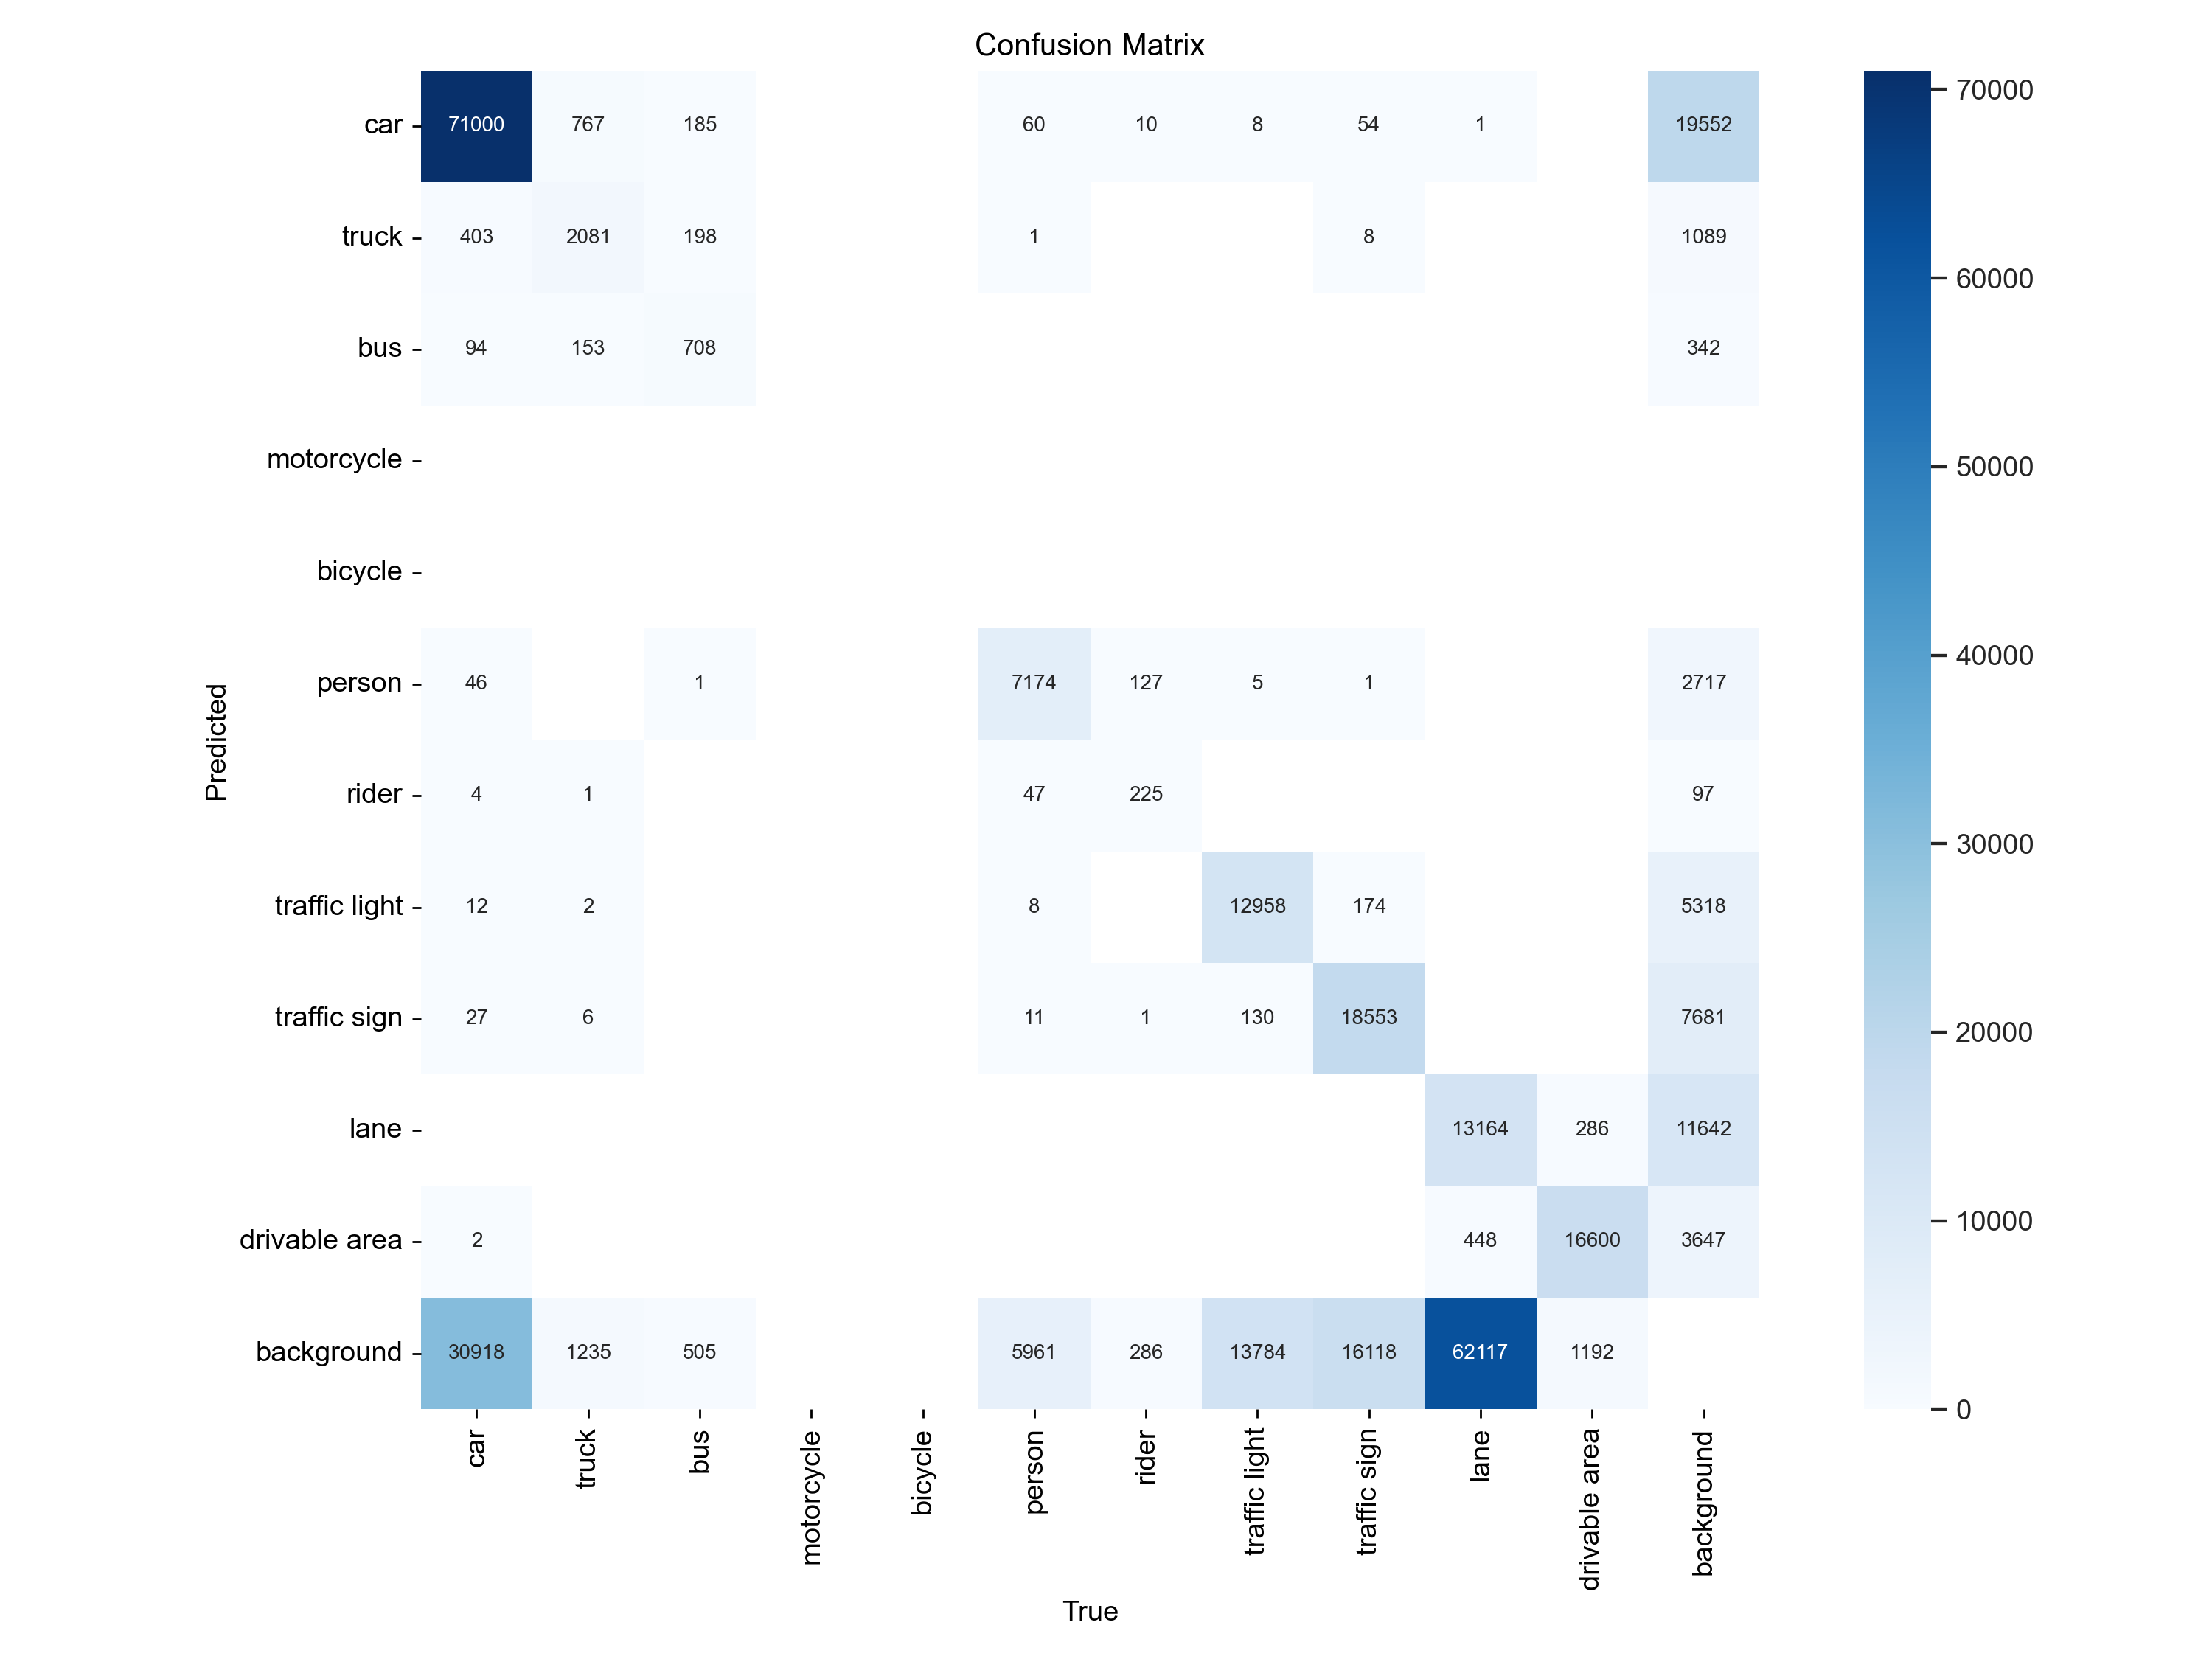 Confusion Matrix
car 71000 767 185 60 10 8 54 1 19552 70000
truck 403 2081 198 1 8 1089 60000
bus 94 153 708 342
50000
motorcycle
bicycle 40000
person 46 1 7174 127 5 1 2717
Predicted
rider 4 1 47 225 97 30000
traffic light 12 2 8 12958 174 5318
traffic sign 27 6 11 1 130 18553 7681 20000
lane 13164 286 11642
drivable area 2 448 16600 3647 10000
background 30918 1235 505 5961 286 13784 16118 62117 1192
0
car truck bus motorcycle bicycle person rider traffic light traffic sign lane drivable area background
True